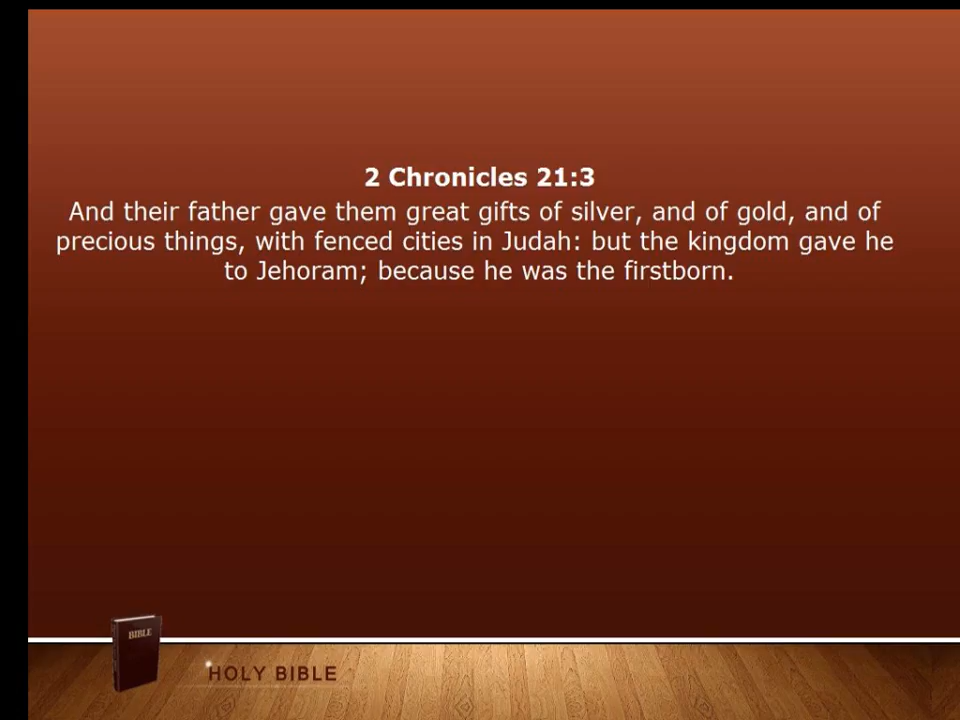 2 Chronicles 21:3
And their father gave them great gifts of silver, and of gold, and of
precious things, with fenced cities in Judah: but the kingdom gave he
to Jehoram; because he was the firstborn.
BIBLE
HOLY BIBLE